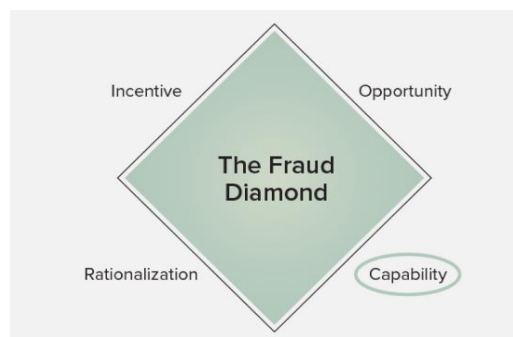 Incentive
Opportunity
The Fraud
Diamond
Rationalization
Capability